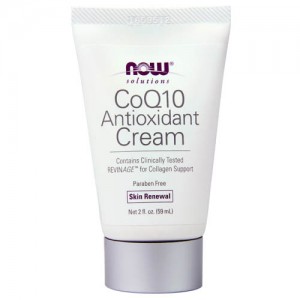 now
solutions
CoQ10
Antioxidant
Cream
Contains Clinically Tested
REVINAGE™ for Collagen Support
Paraben Free
Skin Renewal
Net 2 fl. oz. (59 mL)